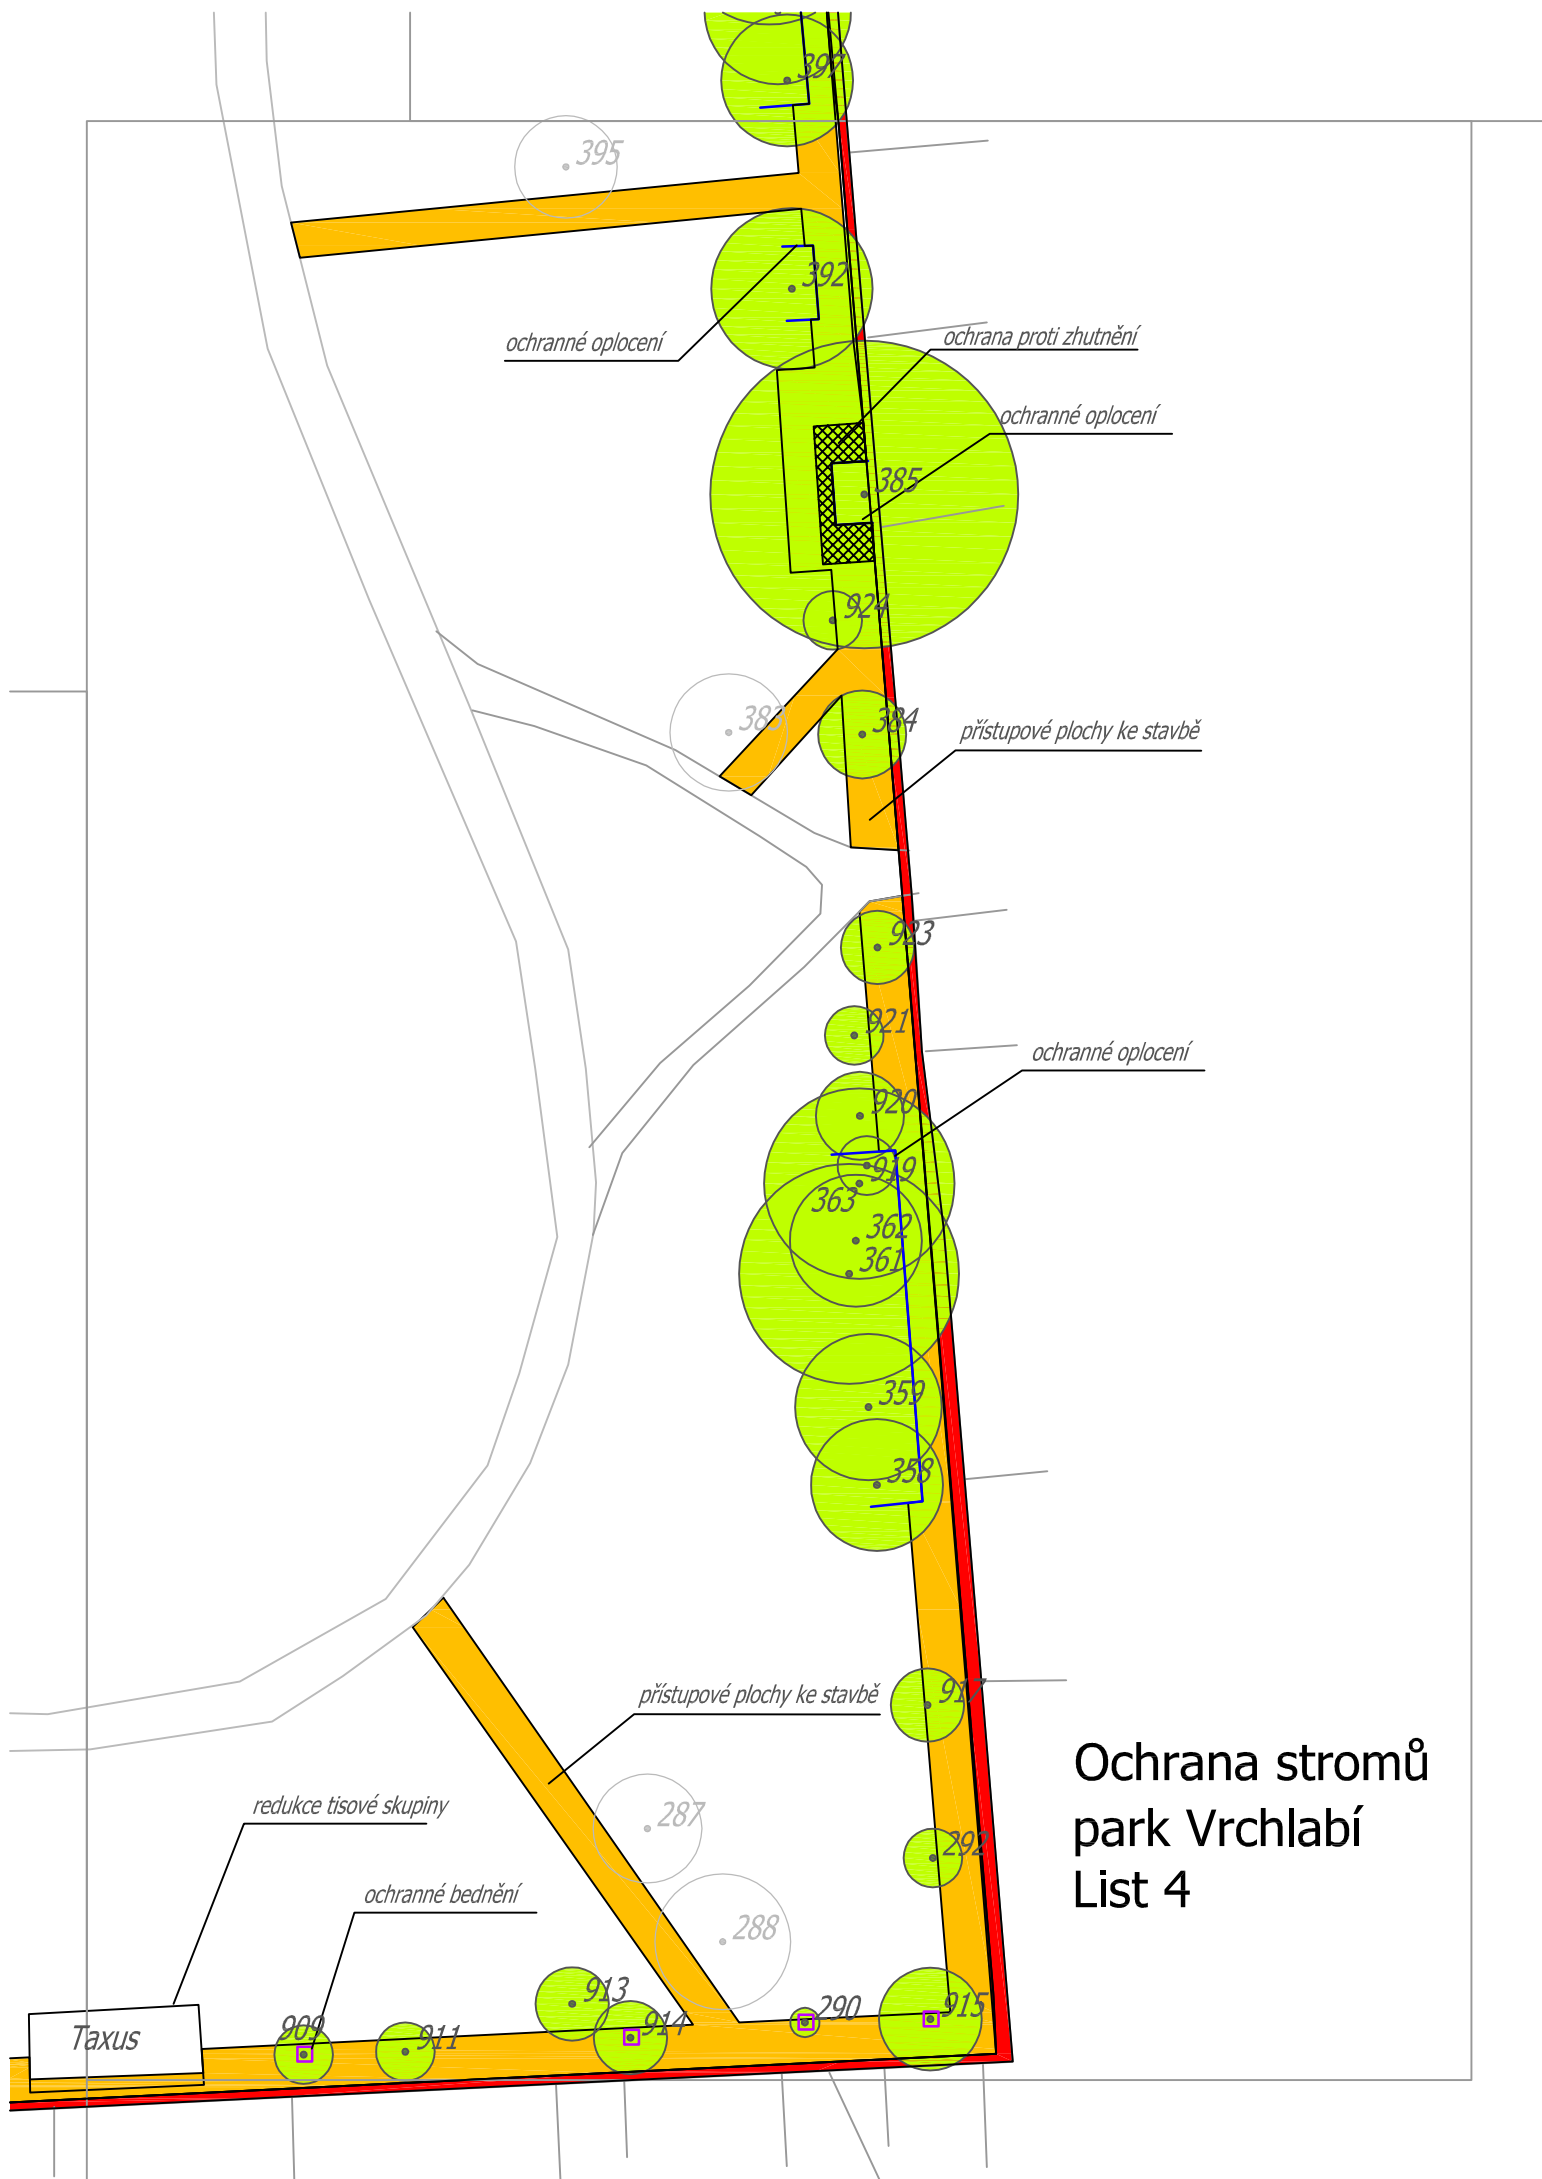 397
395
392
ochranné oplocení
ochrana proti zhutnění
ochranné oplocení
385
924
383
384
přístupové plochy ke stavbě
923
921
ochranné oplocení
920
919
363
362
361
359
358
917
přístupové plochy ke stavbě
Ochrana stromů
park Vrchlabí
List 4
redukce tisové skupiny
287
292
ochranné bednění
288
913
290
915
914
909
911
Taxus